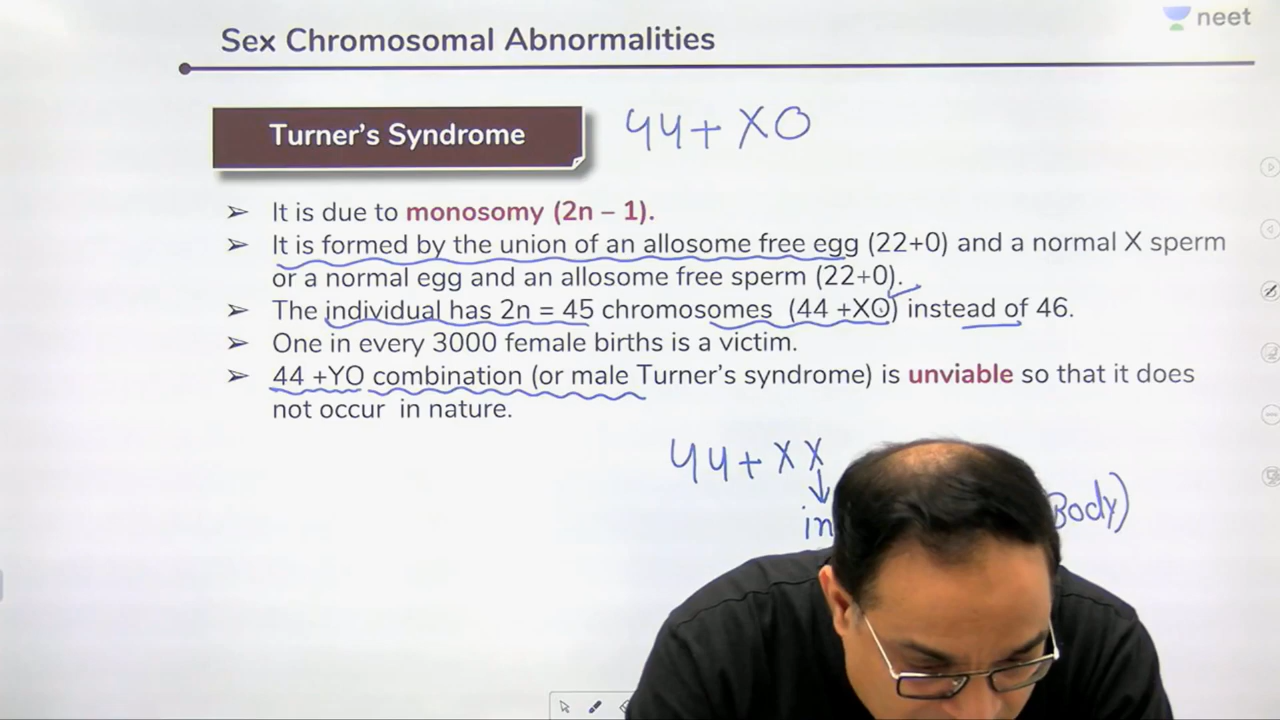 Sex Chromosomal Abnormalities
neet
Turner's Syndrome
44+ XO
➢ It is due to monosomy (2n – 1).
➢ It is formed by the union of an allosome free egg (22+0) and a normal X sperm
or a normal egg and an allosome free sperm (22+0).
➢ The individual has 2n = 45 chromosomes (44 +XO) instead of 46.
➢ One in every 3000 female births is a victim.
➢ 44 +YO combination (or male Turner's syndrome) is unviable so that it does
not occur in nature.
44+ XX
↓
Body)